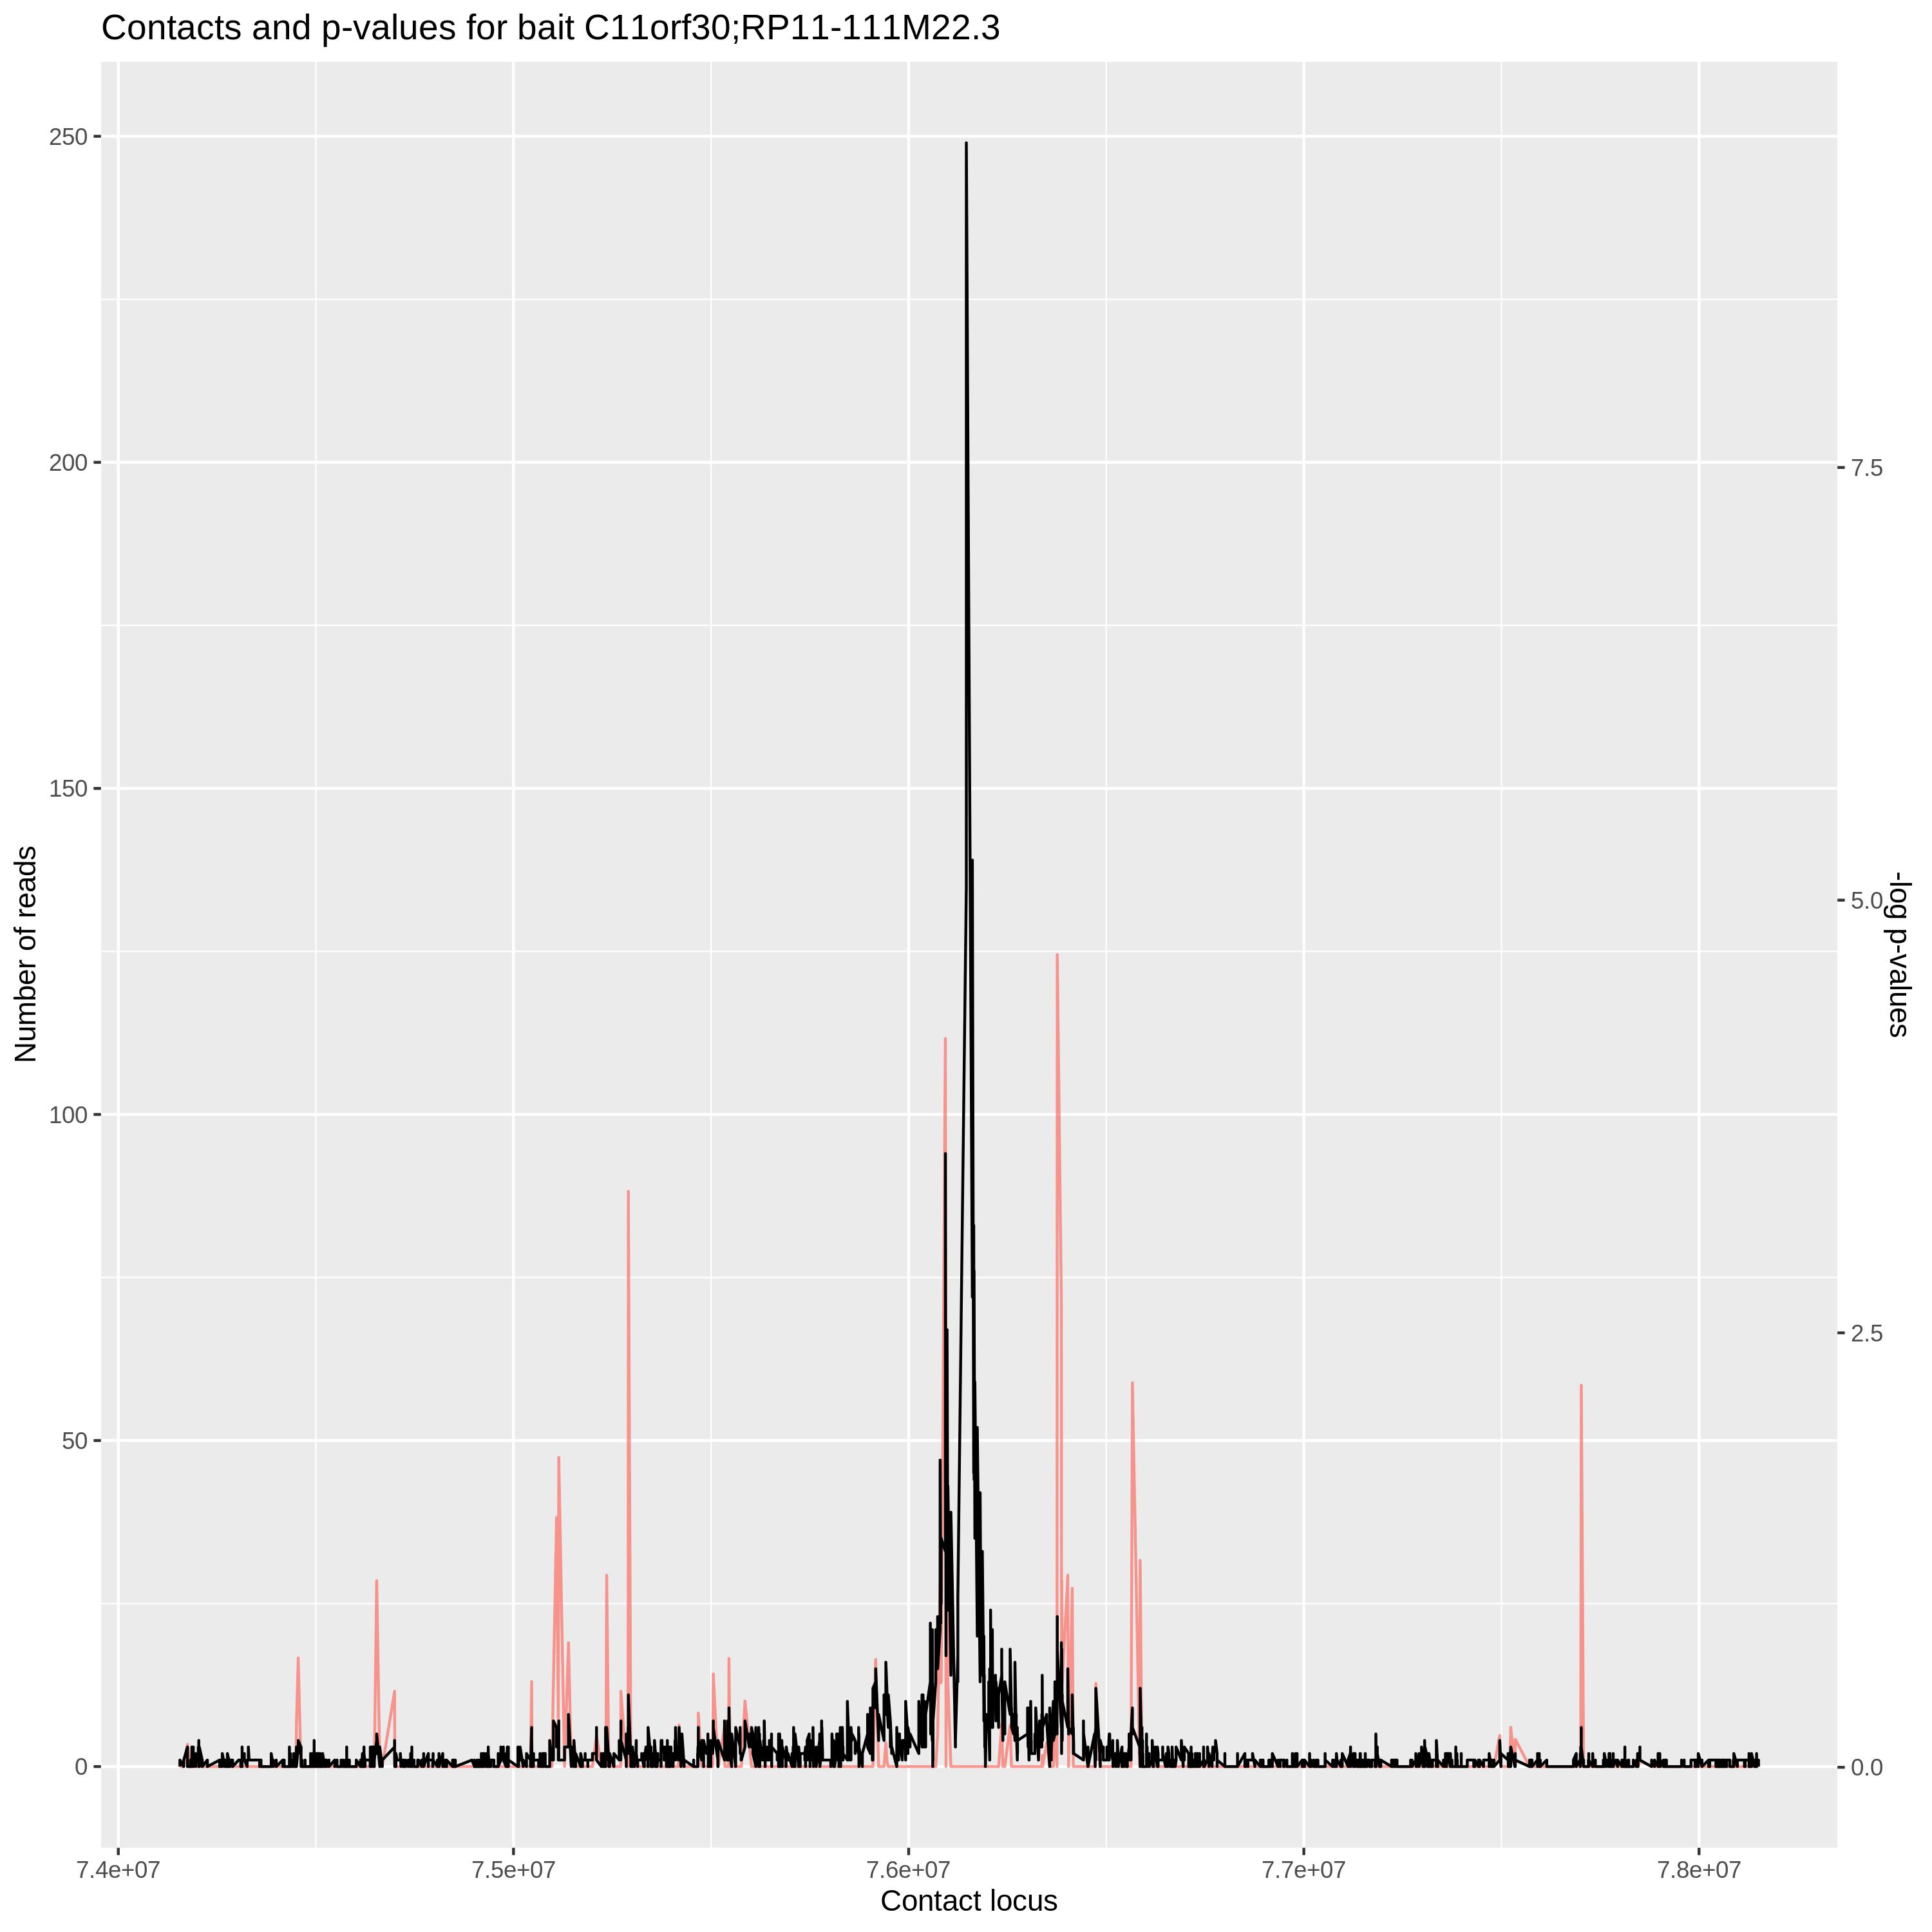 Contacts and p-values for bait C11orf30;RP11-111M22.3
250
200
150
100
50
0
Number of reads
7.5
5.0
2.5
0.0
-log p-values
7.4e+07
7.5e+07
7.6e+07
7.7e+07
7.8e+07
Contact locus